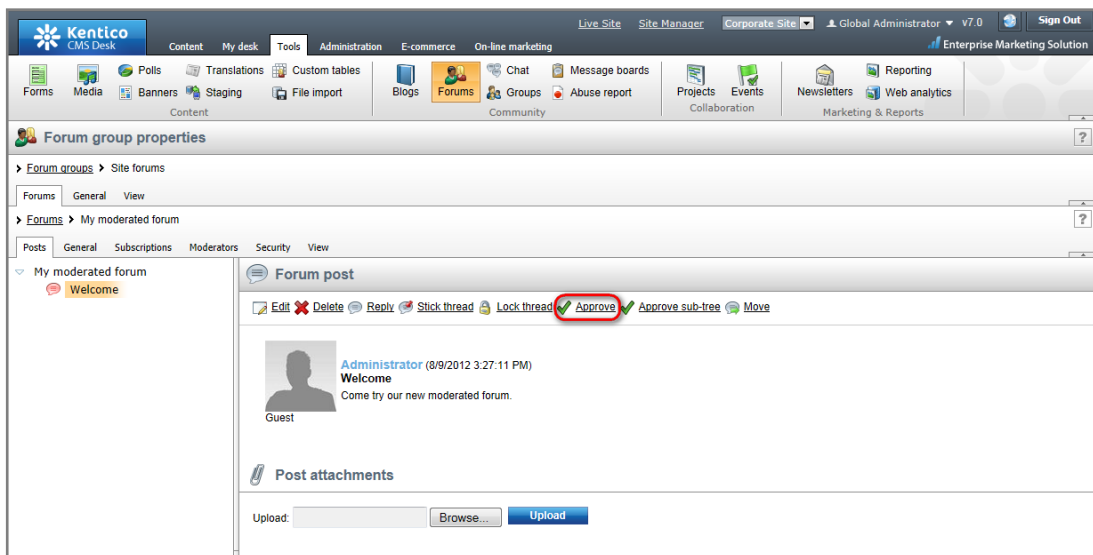 Live Site Site Manager Corporate Site Global Administrator v7.0 Sign Out
Kentico
CMS Desk
Content My desk Tools Administration E-commerce On-line marketing
Enterprise Marketing Solution
Polls Translations Custom tables Chat Message boards Reporting
Forms Media Banners Staging File import Blogs Forums Groups Abuse report Projects Events Newsletters Web analytics
Content Community Collaboration Marketing & Reports
Forum group properties ?
Forum groups Site forums
Forums General View
Forums My moderated forum ?
Posts General Subscriptions Moderators Security View
My moderated forum
Welcome
Forum post
Edit Delete Reply Stick thread Lock thread Approve Approve sub-tree Move
Administrator (8/9/2012 3:27:11 PM)
Welcome
Come try our new moderated forum.
Guest
Post attachments
Upload: Browse... Upload